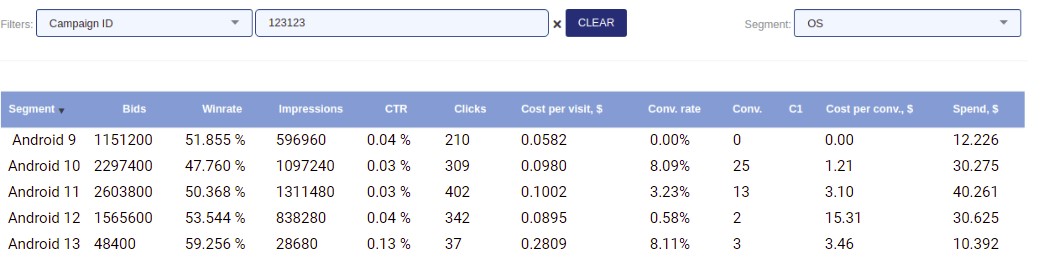 Filters: Campaign ID 123123 × CLEAR Segment: OS
Segment Bids Winrate Impressions CTR Clicks Cost per visit, $ Conv. rate Conv. C1 Cost per conv., $ Spend, $
Android 9 1151200 51.855 % 596960 0.04 % 210 0.0582 0.00% 0 0.00 12.226
Android 10 2297400 47.760 % 1097240 0.03 % 309 0.0980 8.09% 25 1.21 30.275
Android 11 2603800 50.368 % 1311480 0.03 % 402 0.1002 3.23% 13 3.10 40.261
Android 12 1565600 53.544 % 838280 0.04 % 342 0.0895 0.58% 2 15.31 30.625
Android 13 48400 59.256 % 28680 0.13 % 37 0.2809 8.11% 3 3.46 10.392